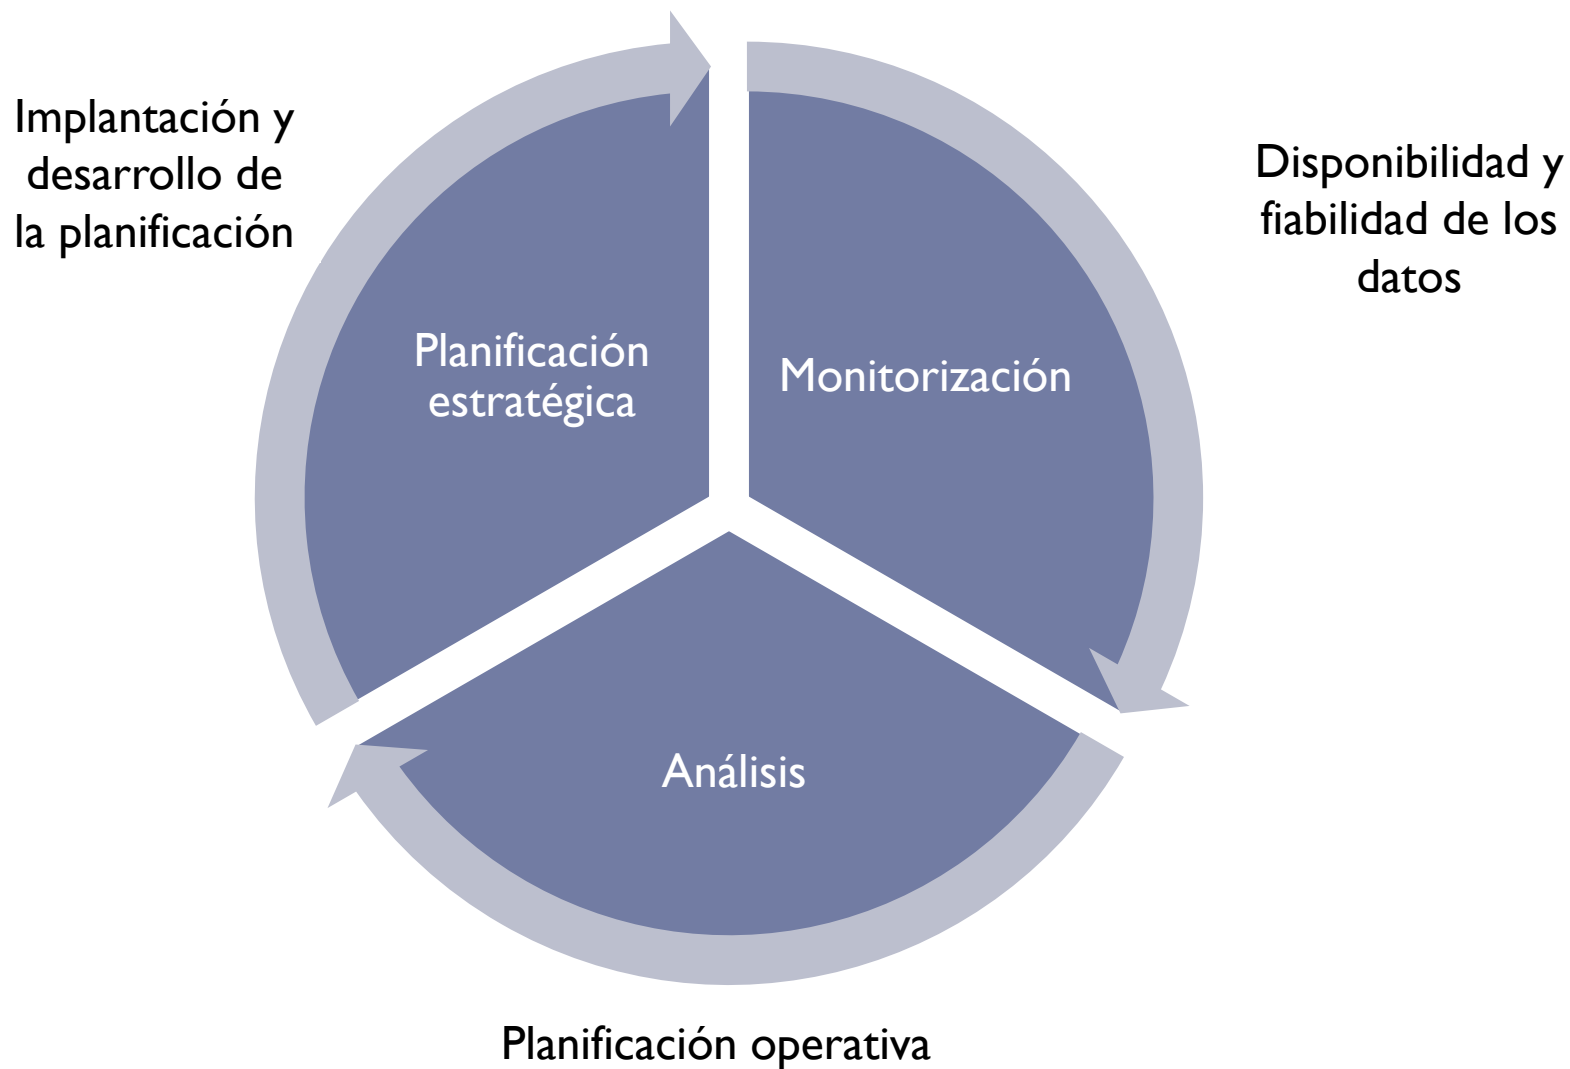 Implantación y
desarrollo de
la planificación
Disponibilidad y
fiabilidad de los
datos
Planificación
estratégica
Monitorización
Análisis
Planificación operativa